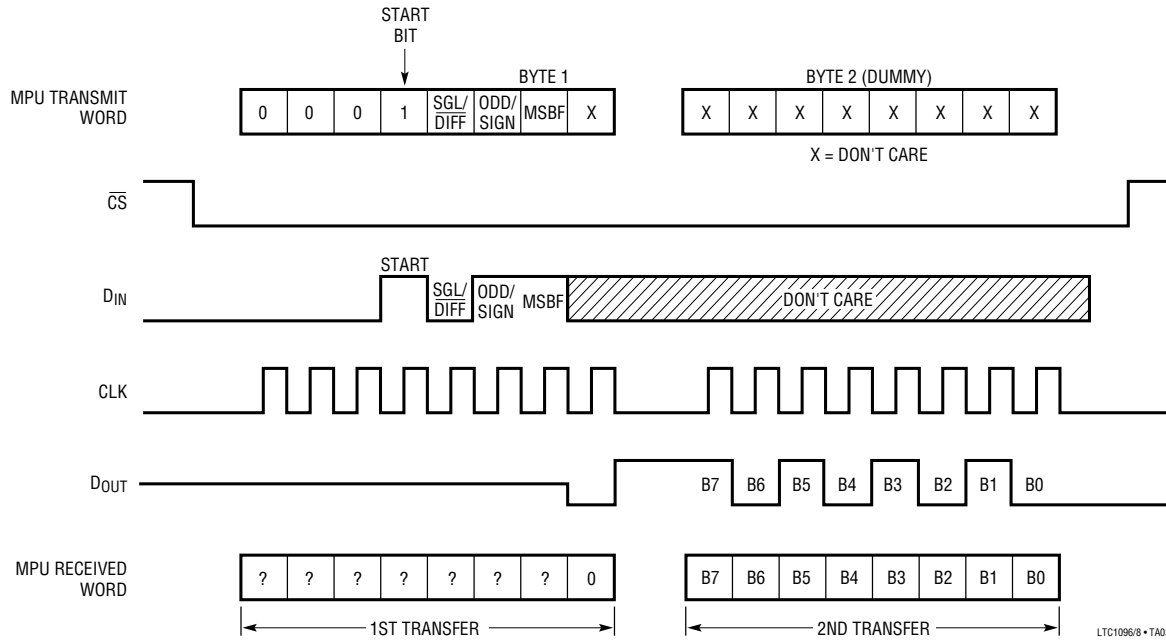 START
BIT
BYTE 1
BYTE 2 (DUMMY)
MPU TRANSMIT
WORD
0 0 0 1 SGL/
DIFF ODD/
SIGN MSBF X
X X X X X X X X
X = DON'T CARE
CS
START
DIN
SGL/
DIFF ODD/
SIGN MSBF
DON'T CARE
CLK
DOUT
B7 B6 B5 B4 B3 B2 B1 B0
MPU RECEIVED
WORD
? ? ? ? ? ? ? 0
B7 B6 B5 B4 B3 B2 B1 B0
1ST TRANSFER
2ND TRANSFER